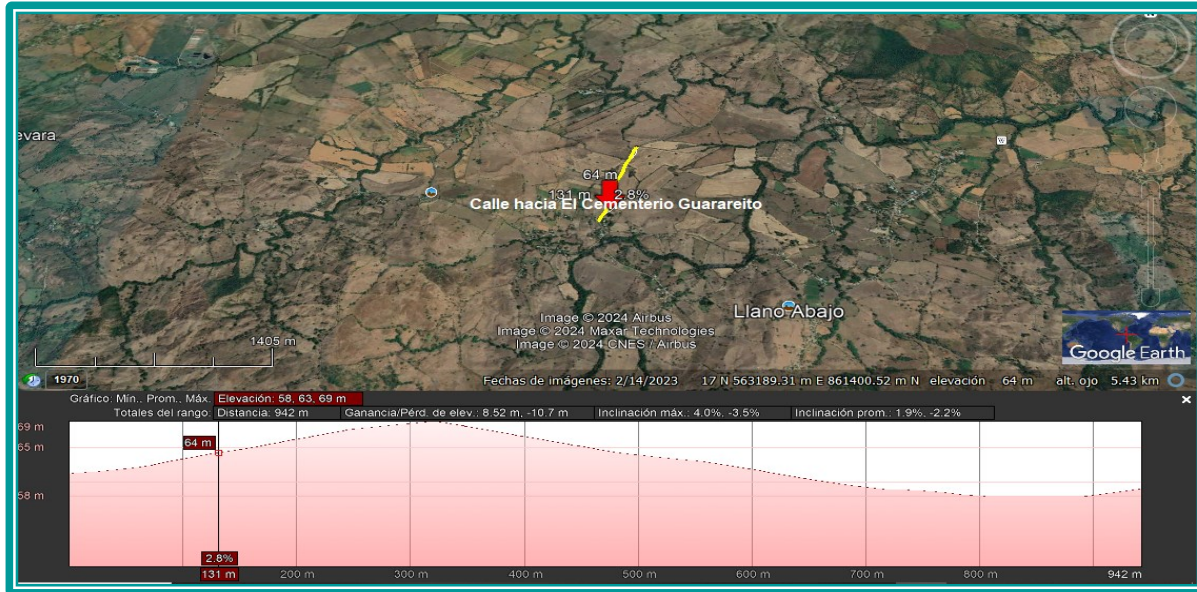 evara
64 m
131 m 2.8%
Calle hacia El Cementerio Guarareito
Llano Abajo
Image © 2024 Airbus
Image © 2024 Maxar Technologies
Image © 2024 CNES / Airbus
1405 m
Google Earth
1970
Fechas de imágenes: 2/14/2023 17 N 563189.31 m E 861400.52 m N elevación 64 m alt. ojo 5.43 km
Gráfico: Mín., Prom., Máx. Elevación: 58, 63, 69 m
Totales del rango: Distancia: 942 m Ganancia/Pérd. de elev.: 8.52 m, -10.7 m Inclinación máx.: 4.0%, -3.5% Inclinación prom.: 1.9%, -2.2%
69 m
65 m
64 m
58 m
2.8%
131 m 200 m 300 m 400 m 500 m 600 m 700 m 800 m 942 m